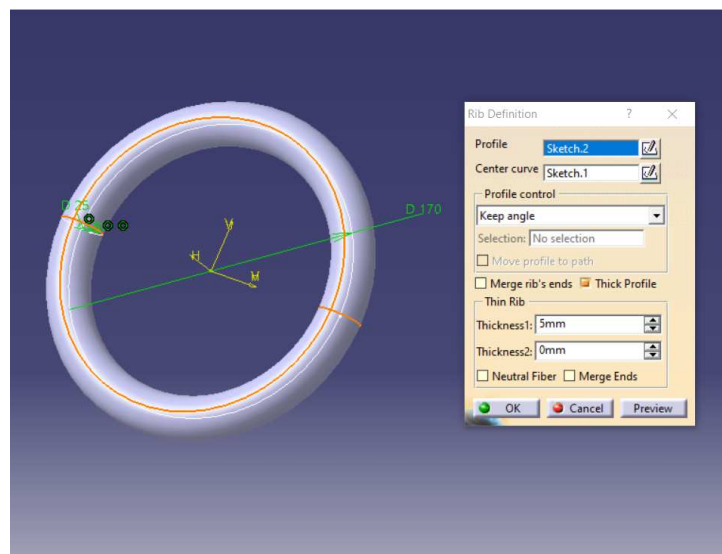 Rib Definition ? ×
Profile Sketch.2
Center curve Sketch.1
Profile control
Keep angle
Selection: No selection
Move profile to path
Merge rib's ends Thick Profile
Thin Rib
Thickness1: 5mm
Thickness2: 0mm
Neutral Fiber Merge Ends
OK Cancel Preview
D 25
D 170
V
H